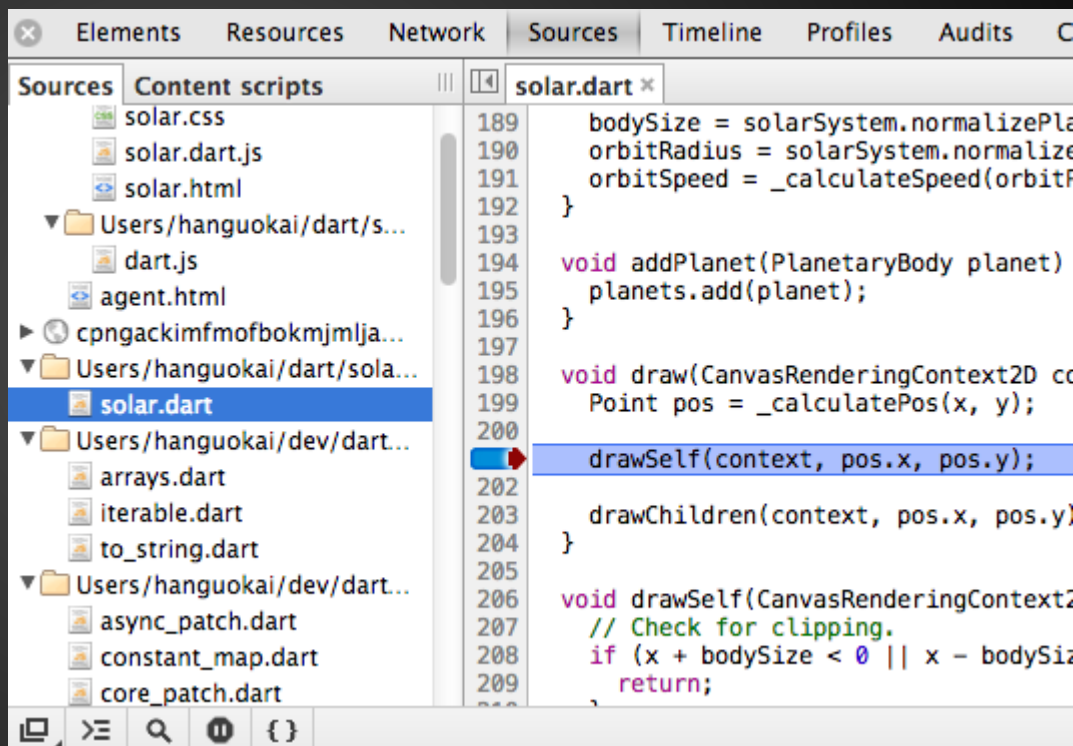 Elements Resources Network Sources Timeline Profiles Audits C
Sources Content scripts
solar.css
solar.dart.js
solar.html
Users/hanguokai/dart/s...
dart.js
agent.html
cpngackimfmofbokmjmlja...
Users/hanguokai/dart/sola...
solar.dart
Users/hanguokai/dev/dart...
arrays.dart
iterable.dart
to_string.dart
Users/hanguokai/dev/dart...
async_patch.dart
constant_map.dart
core_patch.dart
solar.dart ×
189 bodySize = solarSystem.normalizePla
190 orbitRadius = solarSystem.normalize
191 orbitSpeed = _calculateSpeed(orbitR
192 }
193
194 void addPlanet(PlanetaryBody planet)
195 planets.add(planet);
196 }
197
198 void draw(CanvasRenderingContext2D co
199 Point pos = _calculatePos(x, y);
200
drawSelf(context, pos.x, pos.y);
202
203 drawChildren(context, pos.x, pos.y)
204 }
205
206 void drawSelf(CanvasRenderingContext2
207 // Check for clipping.
208 if (x + bodySize < 0 || x - bodySiz
209 return;
{ }